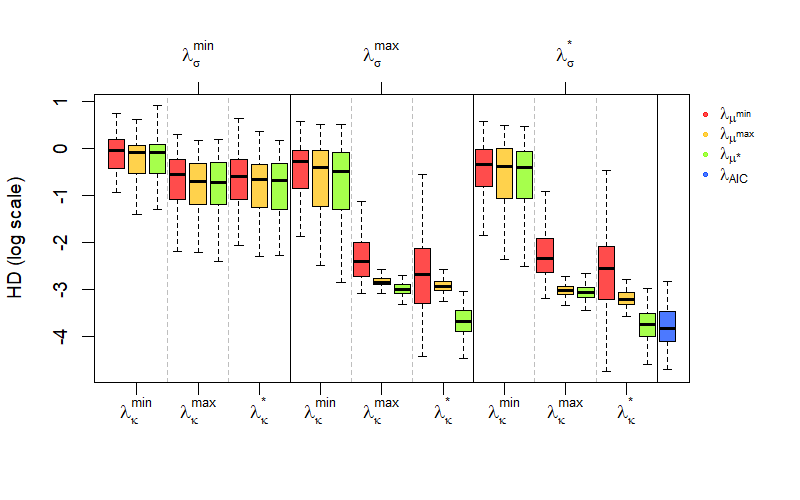 λσmin λσmax λσ*
1
0
-1
-2
-3
-4
HD (log scale)
λμmin
λμmax
λμ*
λAIC
λκmin λκmax λκ* λκmin λκmax λκ* λκmin λκmax λκ*